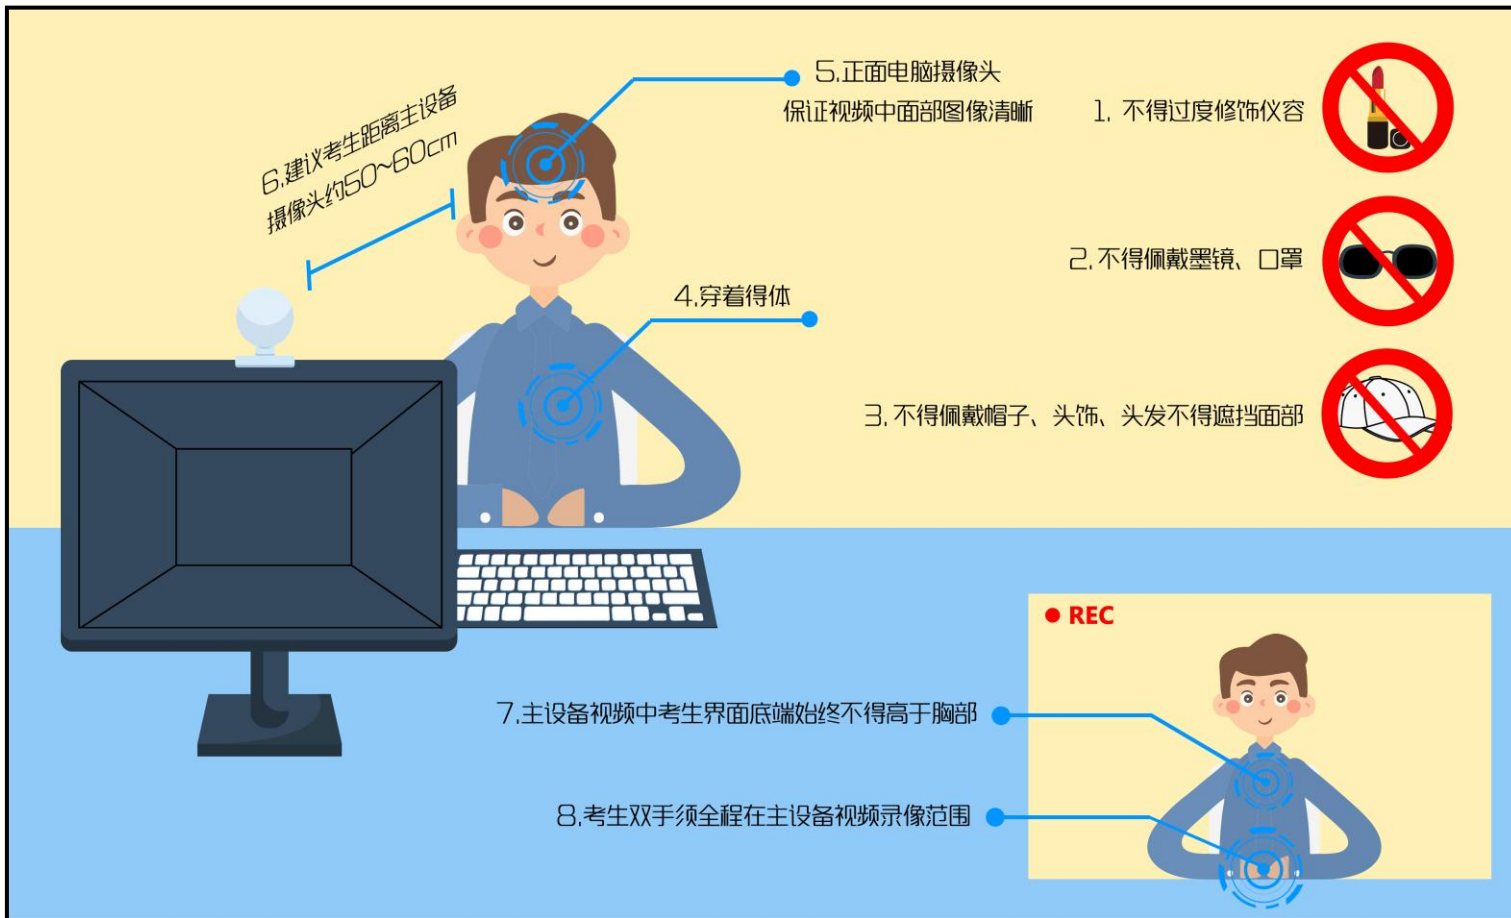 1. 不得过度修饰仪容
2. 不得佩戴墨镜、口罩
3. 不得佩戴帽子、头饰、头发不得遮挡面部
4.穿着得体
5.正面电脑摄像头
保证视频中面部图像清晰
6.建议考生距离主设备
摄像头约50~60cm
REC
7.主设备视频中考生界面底端始终不得高于胸部
8.考生双手须全程在主设备视频录像范围